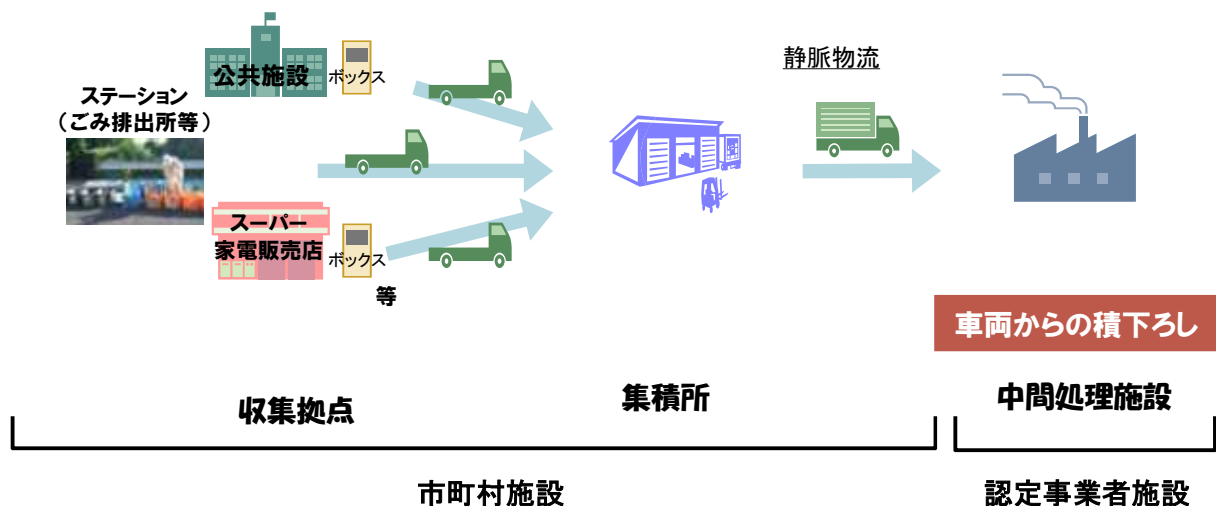 静脈物流
公共施設
ボックス
ステーション
（ごみ排出所等）
スーパー
家電販売店
ボックス
等
車両からの積下ろし
収集拠点
集積所
中間処理施設
市町村施設
認定事業者施設